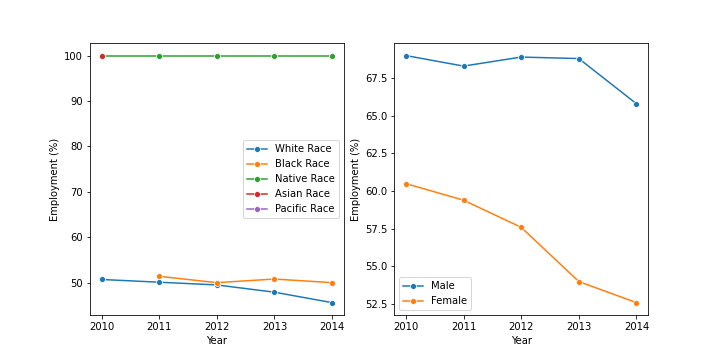 100
90
80
70
60
50
Employment (%)
2010 2011 2012 2013 2014
Year
White Race
Black Race
Native Race
Asian Race
Pacific Race
67.5
65.0
62.5
60.0
57.5
55.0
52.5
Employment (%)
2010 2011 2012 2013 2014
Year
Male
Female